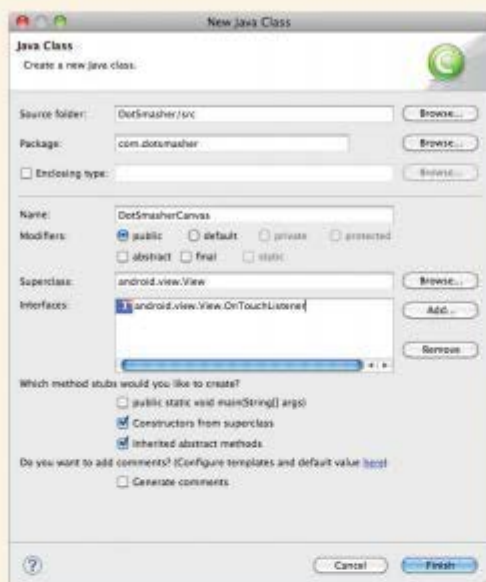 New Java Class
Java Class
Create a new Java class.
C
Source folder: DotSmasher/src Browse...
Package: com.dotsmasher Browse...
Enclosing type: Browse...
Name: DotSmasherCanvas
Modifiers: public default private protected
abstract final static
Superclass: android.view.View Browse...
Interfaces: android.view.View.OnTouchListener Add...
Remove
Which method stubs would you like to create?
public static void main(String[] args)
Constructors from superclass
Inherited abstract methods
Do you want to add comments? (Configure templates and default value here)
Generate comments
? Cancel Finish